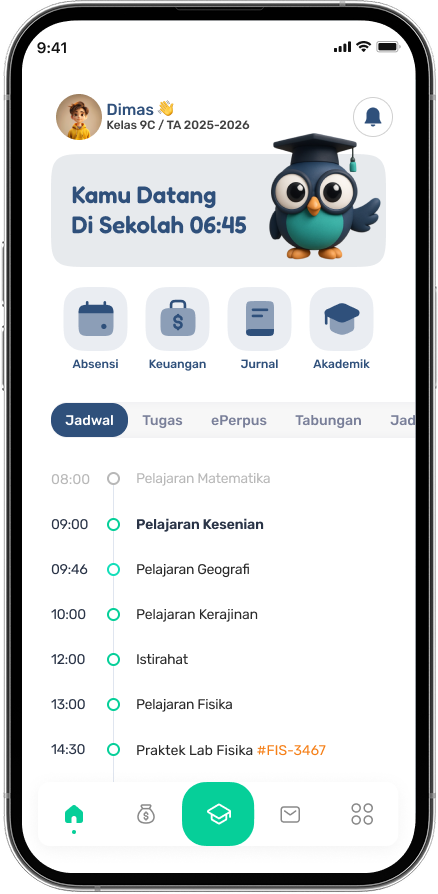 9:41
Dimas 👋
Kelas 9C / TA 2025-2026
Kamu Datang
Di Sekolah 06:45
Absensi
Keuangan
Jurnal
Akademik
Jadwal
Tugas
ePerpus
Tabungan
Jad
08:00 Pelajaran Matematika
09:00 Pelajaran Kesenian
09:46 Pelajaran Geografi
10:00 Pelajaran Kerajinan
12:00 Istirahat
13:00 Pelajaran Fisika
14:30 Praktek Lab Fisika #FIS-3467